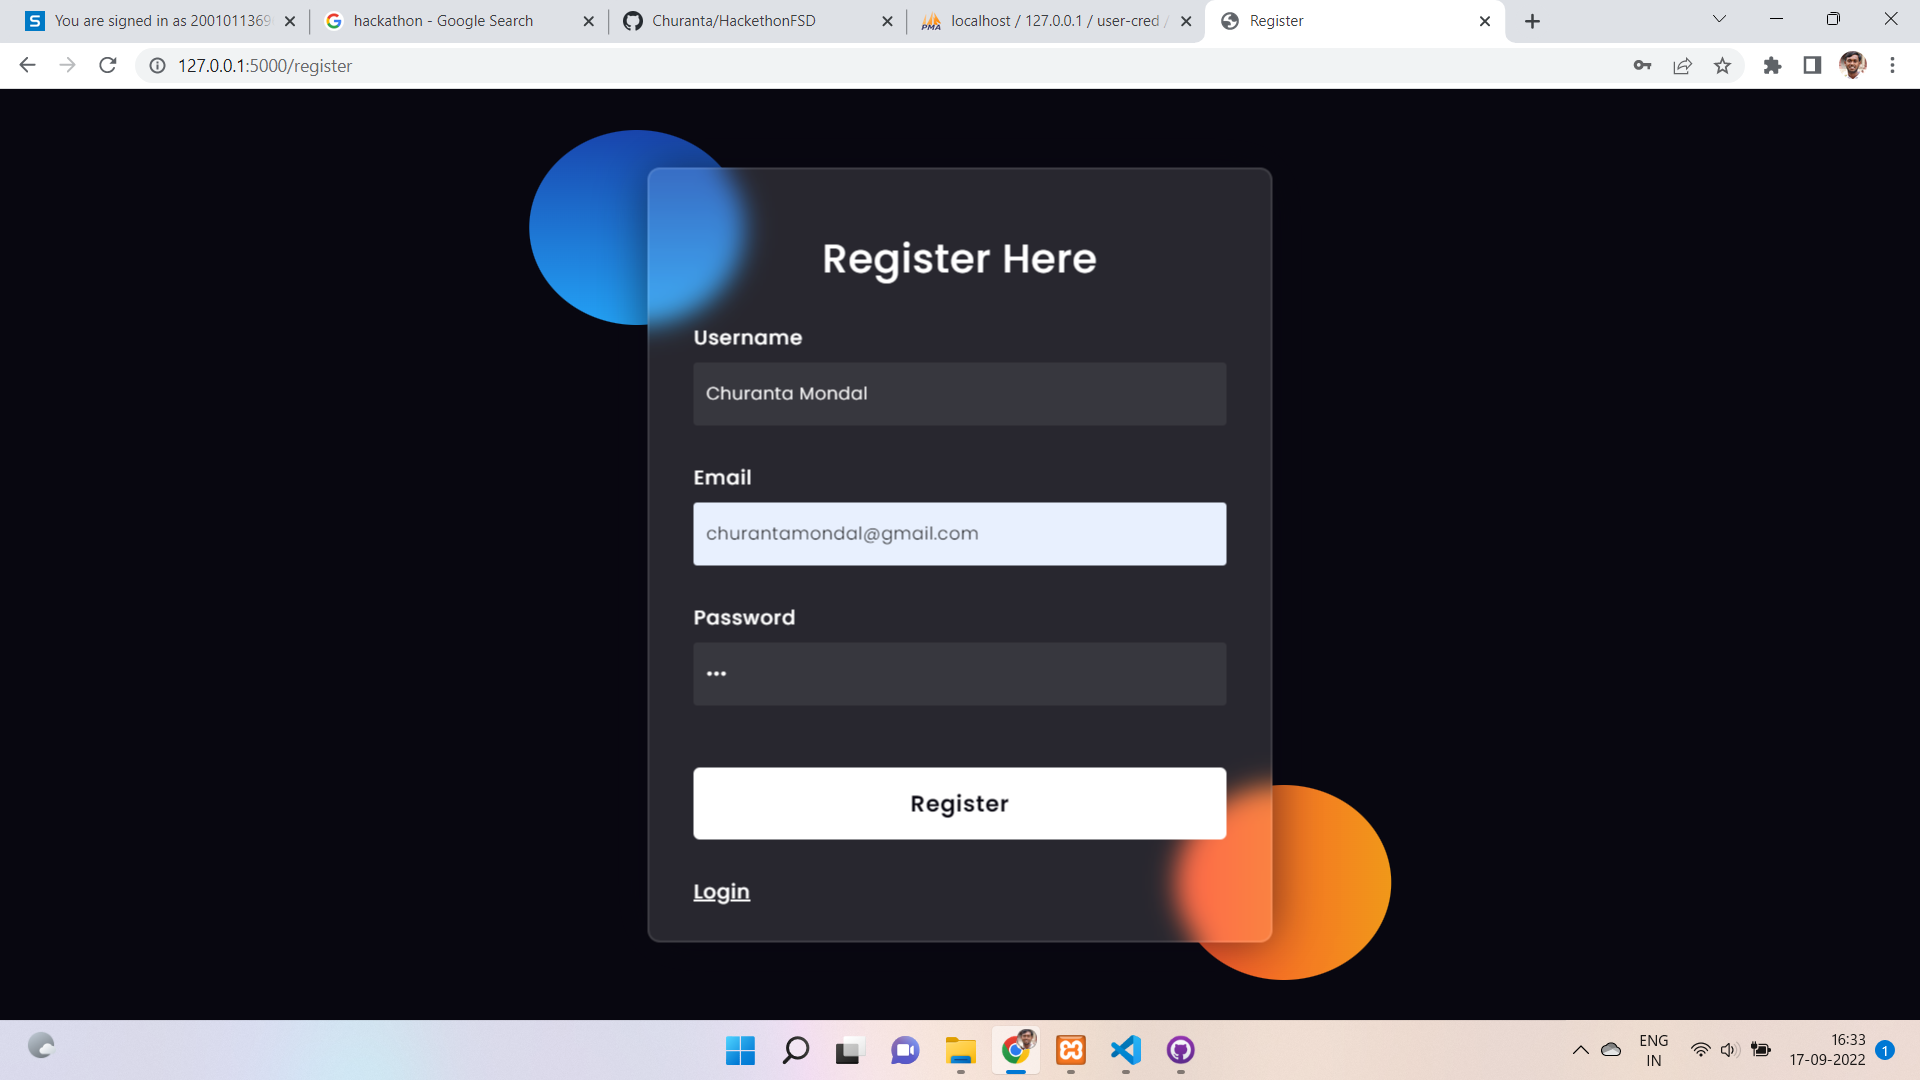 You are signed in as 2001011369
hackathon - Google Search
Churanta/HackethonFSD
PMA
localhost / 127.0.0.1 / user-cred /
Register
127.0.0.1:5000/register
Register Here
Username
Churanta Mondal
Email
churantamondal@gmail.com
Password
•••
Register
Login
ENG
IN
16:33
17-09-2022
1